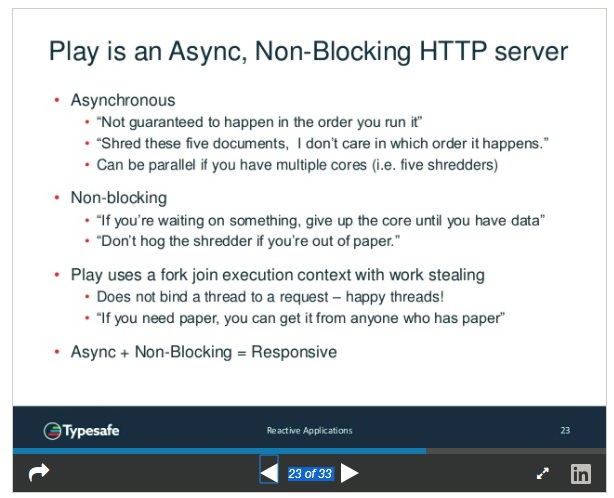 Play is an Async, Non-Blocking HTTP server
• Asynchronous
• “Not guaranteed to happen in the order you run it”
• “Shred these five documents, I don’t care in which order it happens.”
• Can be parallel if you have multiple cores (i.e. five shredders)
• Non-blocking
• “If you’re waiting on something, give up the core until you have data”
• “Don’t hog the shredder if you’re out of paper.”
• Play uses a fork join execution context with work stealing
• Does not bind a thread to a request – happy threads!
• “If you need paper, you can get it from anyone who has paper”
• Async + Non-Blocking = Responsive
Typesafe
Reactive Applications
23
23 of 33
in